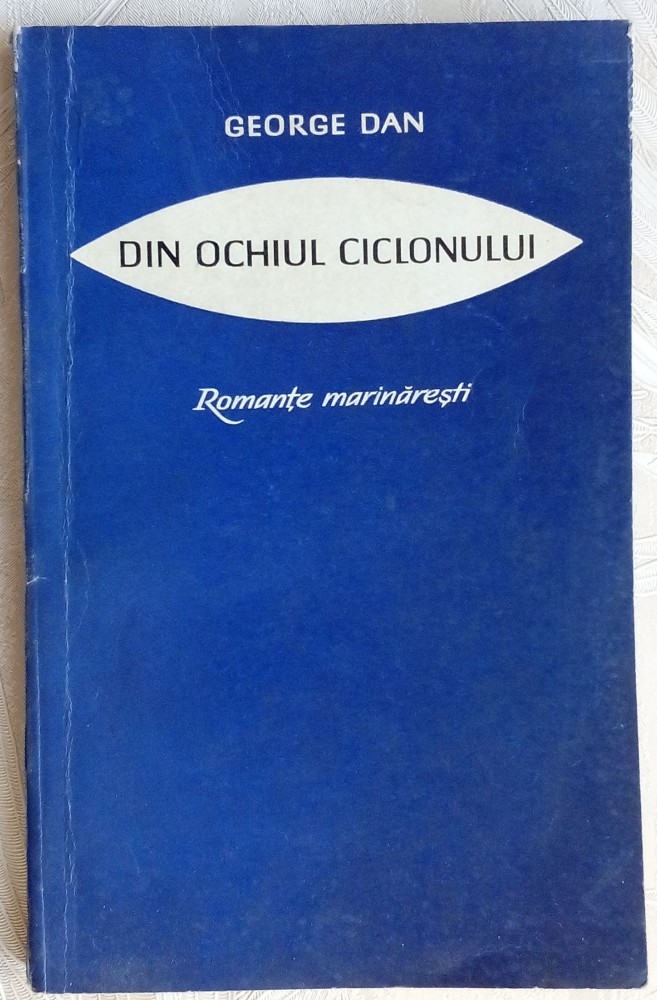 GEORGE DAN
DIN OCHIUL CICLONULUI
Romanțe marinărești